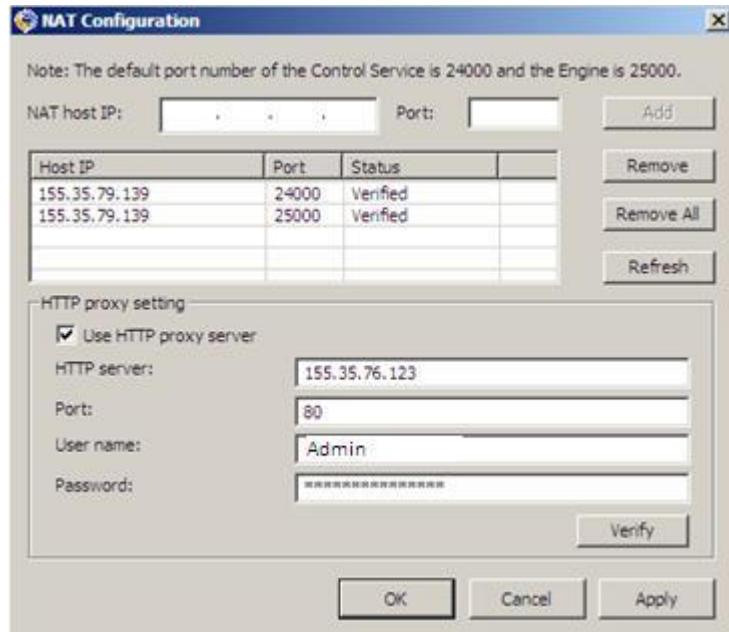 NAT Configuration
Note: The default port number of the Control Service is 24000 and the Engine is 25000.
NAT host IP: . . . Port: Add
Host IP Port Status
155.35.79.139 24000 Verified
155.35.79.139 25000 Verified
Remove
Remove All
Refresh
HTTP proxy setting
Use HTTP proxy server
HTTP server: 155.35.76.123
Port: 80
User name: Admin
Password: ***************
Verify
OK Cancel Apply